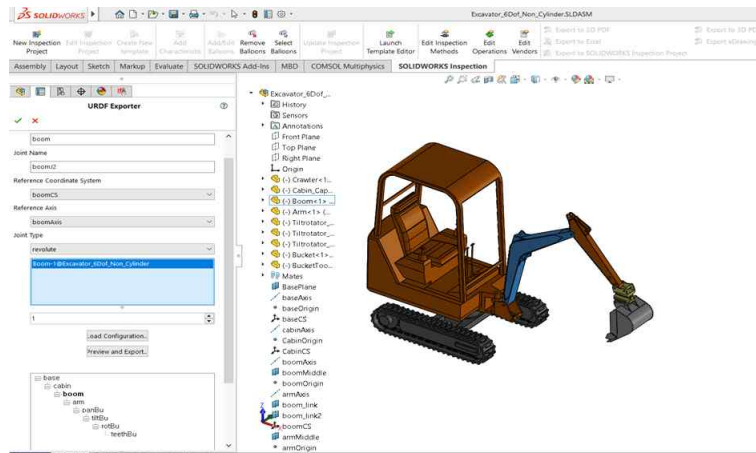 SOLIDWORKS
Excavator_6Dof_Non_Cylinder.SLDASM
New Inspection Project
Edit Inspection Project
Create New Template
Add Characteristic
Add/Edit Balloons
Remove Balloons
Select Balloons
Update Inspection Project
Launch Template Editor
Edit Inspection Methods
Edit Operations
Edit Vendors
Export to 2D PDF
Export to Excel
Export to SOLIDWORKS Inspection Project
Export to 3D PD
Export eDrawing
Assembly Layout Sketch Markup Evaluate SOLIDWORKS Add-Ins MBD COMSOL Multiphysics SOLIDWORKS Inspection
URDF Exporter
boom
Joint Name
boomJ2
Reference Coordinate System
boomCS
Reference Axis
boomAxis
Joint Type
revolute
Boom-1@Excavator_6Dof_Non_Cylinder
1
Load Configuration...
Preview and Export...
base
cabin
boom
arm
panBu
tiltBu
rotBu
teethBu
Excavator_6Dof_...
History
Sensors
Annotations
Front Plane
Top Plane
Right Plane
Origin
(-) Crawler<1...
(-) Cabin_Cap...
(-) Boom<1> ...
(-) Arm<1> (...
(-) Tiltrotator_...
(-) Tiltrotator_...
(-) Tiltrotator_...
(-) Bucket<1>...
(-) BucketToo...
Mates
BasePlane
baseAxis
baseOrigin
baseCS
cabinAxis
CabinOrigin
CabinCS
boomAxis
boomMiddle
boomOrigin
armAxis
boom_link
boom_link2
boomCS
armMiddle
armOrigin
Z